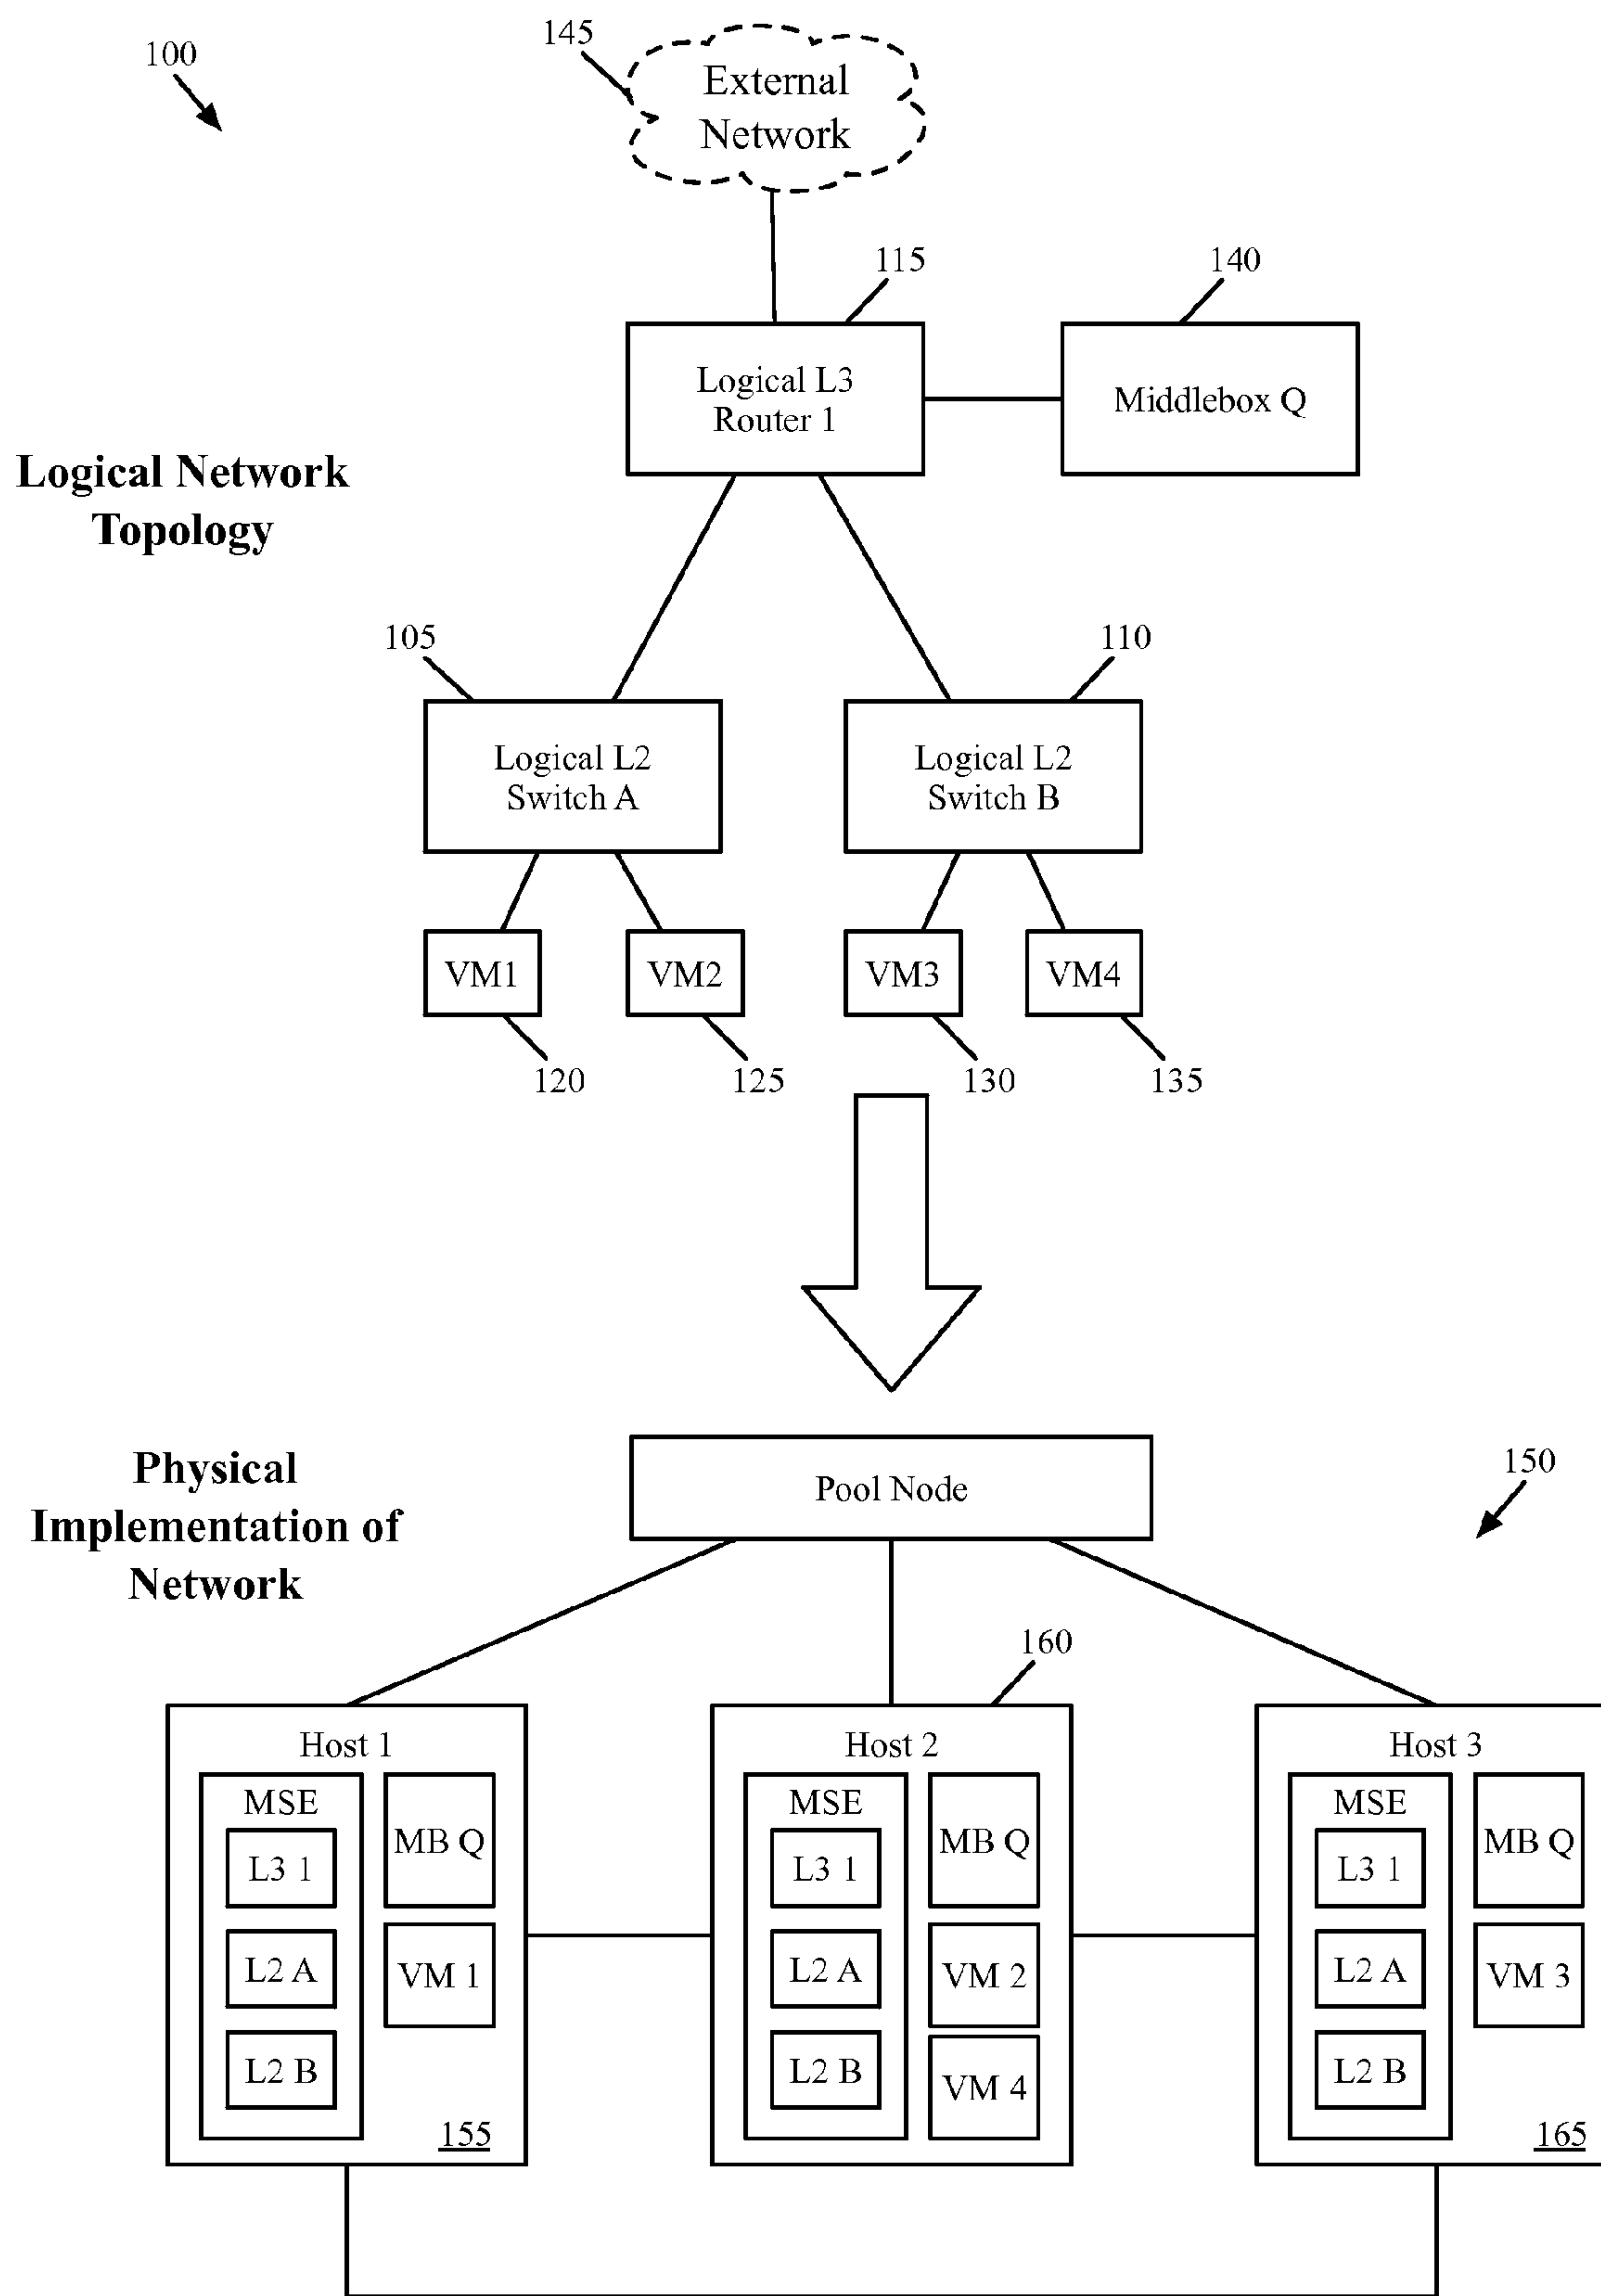 100
145
External
Network
115
140
Logical L3
Router 1
Middlebox Q
Logical Network
Topology
105
110
Logical L2
Switch A
Logical L2
Switch B
VM1
VM2
VM3
VM4
120
125
130
135
Physical
Implementation of
Network
Pool Node
150
160
Host 1
MSE
L3 1
L2 A
L2 B
MB Q
VM 1
155
Host 2
MSE
L3 1
L2 A
L2 B
MB Q
VM 2
VM 4
Host 3
MSE
L3 1
L2 A
L2 B
MB Q
VM 3
165